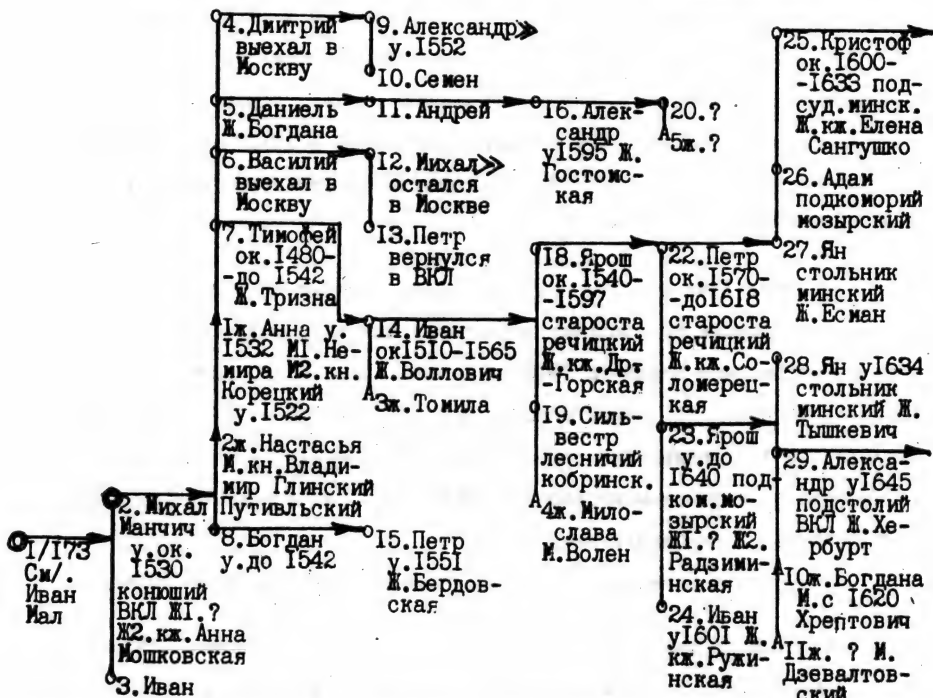 1/173
См/.
Иван
Мал
2.Михал
Манчич
у.ок.
1530
конюший
ВКЛ Ж1.?
Ж2.кж.Анна
Мошковская
3.Иван
4.Дмитрий
выехал в
Москву
5.Даниель
Ж.Богдана
6.Василий
выехал в
Москву
7.Тимофей
ок.1480-
-до 1542
Ж.Тризна
1ж.Анна у.
1532 М1.Не-
мира М2.кн.
Корецкий
у.1522
2ж.Настасья
М.кн.Влади-
мир Глинский
Путивльский
8.Богдан
у.до 1542
9.Александр≫
у.1552
10.Семен
11.Андрей
12.Михал≫
остался
в Москве
13.Петр
вернулся
в ВКЛ
14.Иван
ок1510-1565
Ж.Воллович
3ж.Томила
15.Петр
у.1551
Ж.Бердов-
ская
16.Алек-
сандр
у1595 Ж.
Гостомс-
кая
18.Ярош
ок.1540-
-1597
староста
речицкий
Ж.кж.Дрт
-Горская
19.Силь-
вестр
лесничий
кобринск.
4ж.Мило-
слава
М.Волен
20.?
5ж.?
22.Петр
ок.1570-
-до1618
староста
речицкий
Ж.кж.Со-
ломерец-
кая
23.Ярош
у.до
1640 под-
ком.мо-
зырский
Ж1.? Ж2.
Радзимин-
ская
24.Иван
у1601 Ж.
кж.Ружин-
ская
25.Кристоф
ок.1600-
-1633 под-
суд.минск.
Ж.кж.Елена
Сангушко
26.Адам
подкоморий
мозырский
27.Ян
стольник
минский
Ж.Есман
28.Ян у1634
стольник
минский Ж.
Тышкевич
29.Алекса-
ндр у1645
подстолий
ВКЛ Ж.Хе-
рбурт
10ж.Богдана
М.с 1620
Хрептович
11ж. ? М.
Дзевалтов-
ский